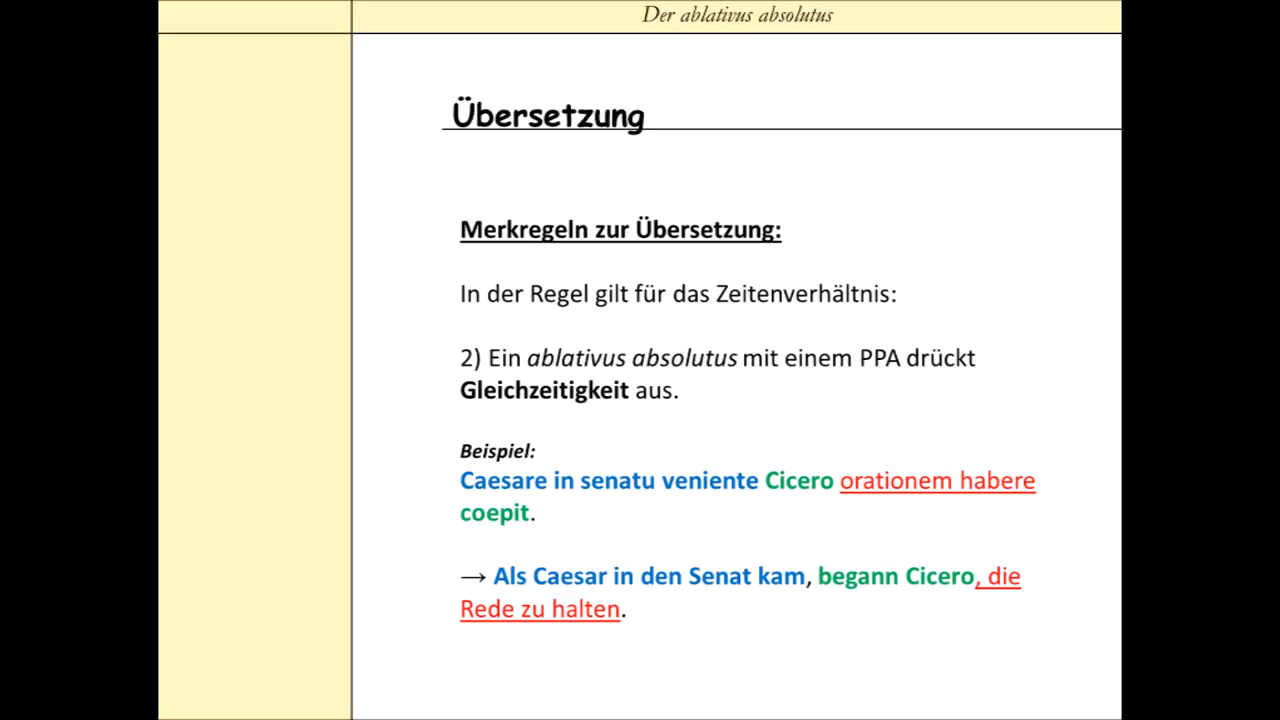 Der ablativus absolutus
Übersetzung
Merkregeln zur Übersetzung:
In der Regel gilt für das Zeitenverhältnis:
2) Ein ablativus absolutus mit einem PPA drückt
Gleichzeitigkeit aus.
Beispiel:
Caesare in senatu veniente Cicero orationem habere
coepit.
→ Als Caesar in den Senat kam, begann Cicero, die
Rede zu halten.